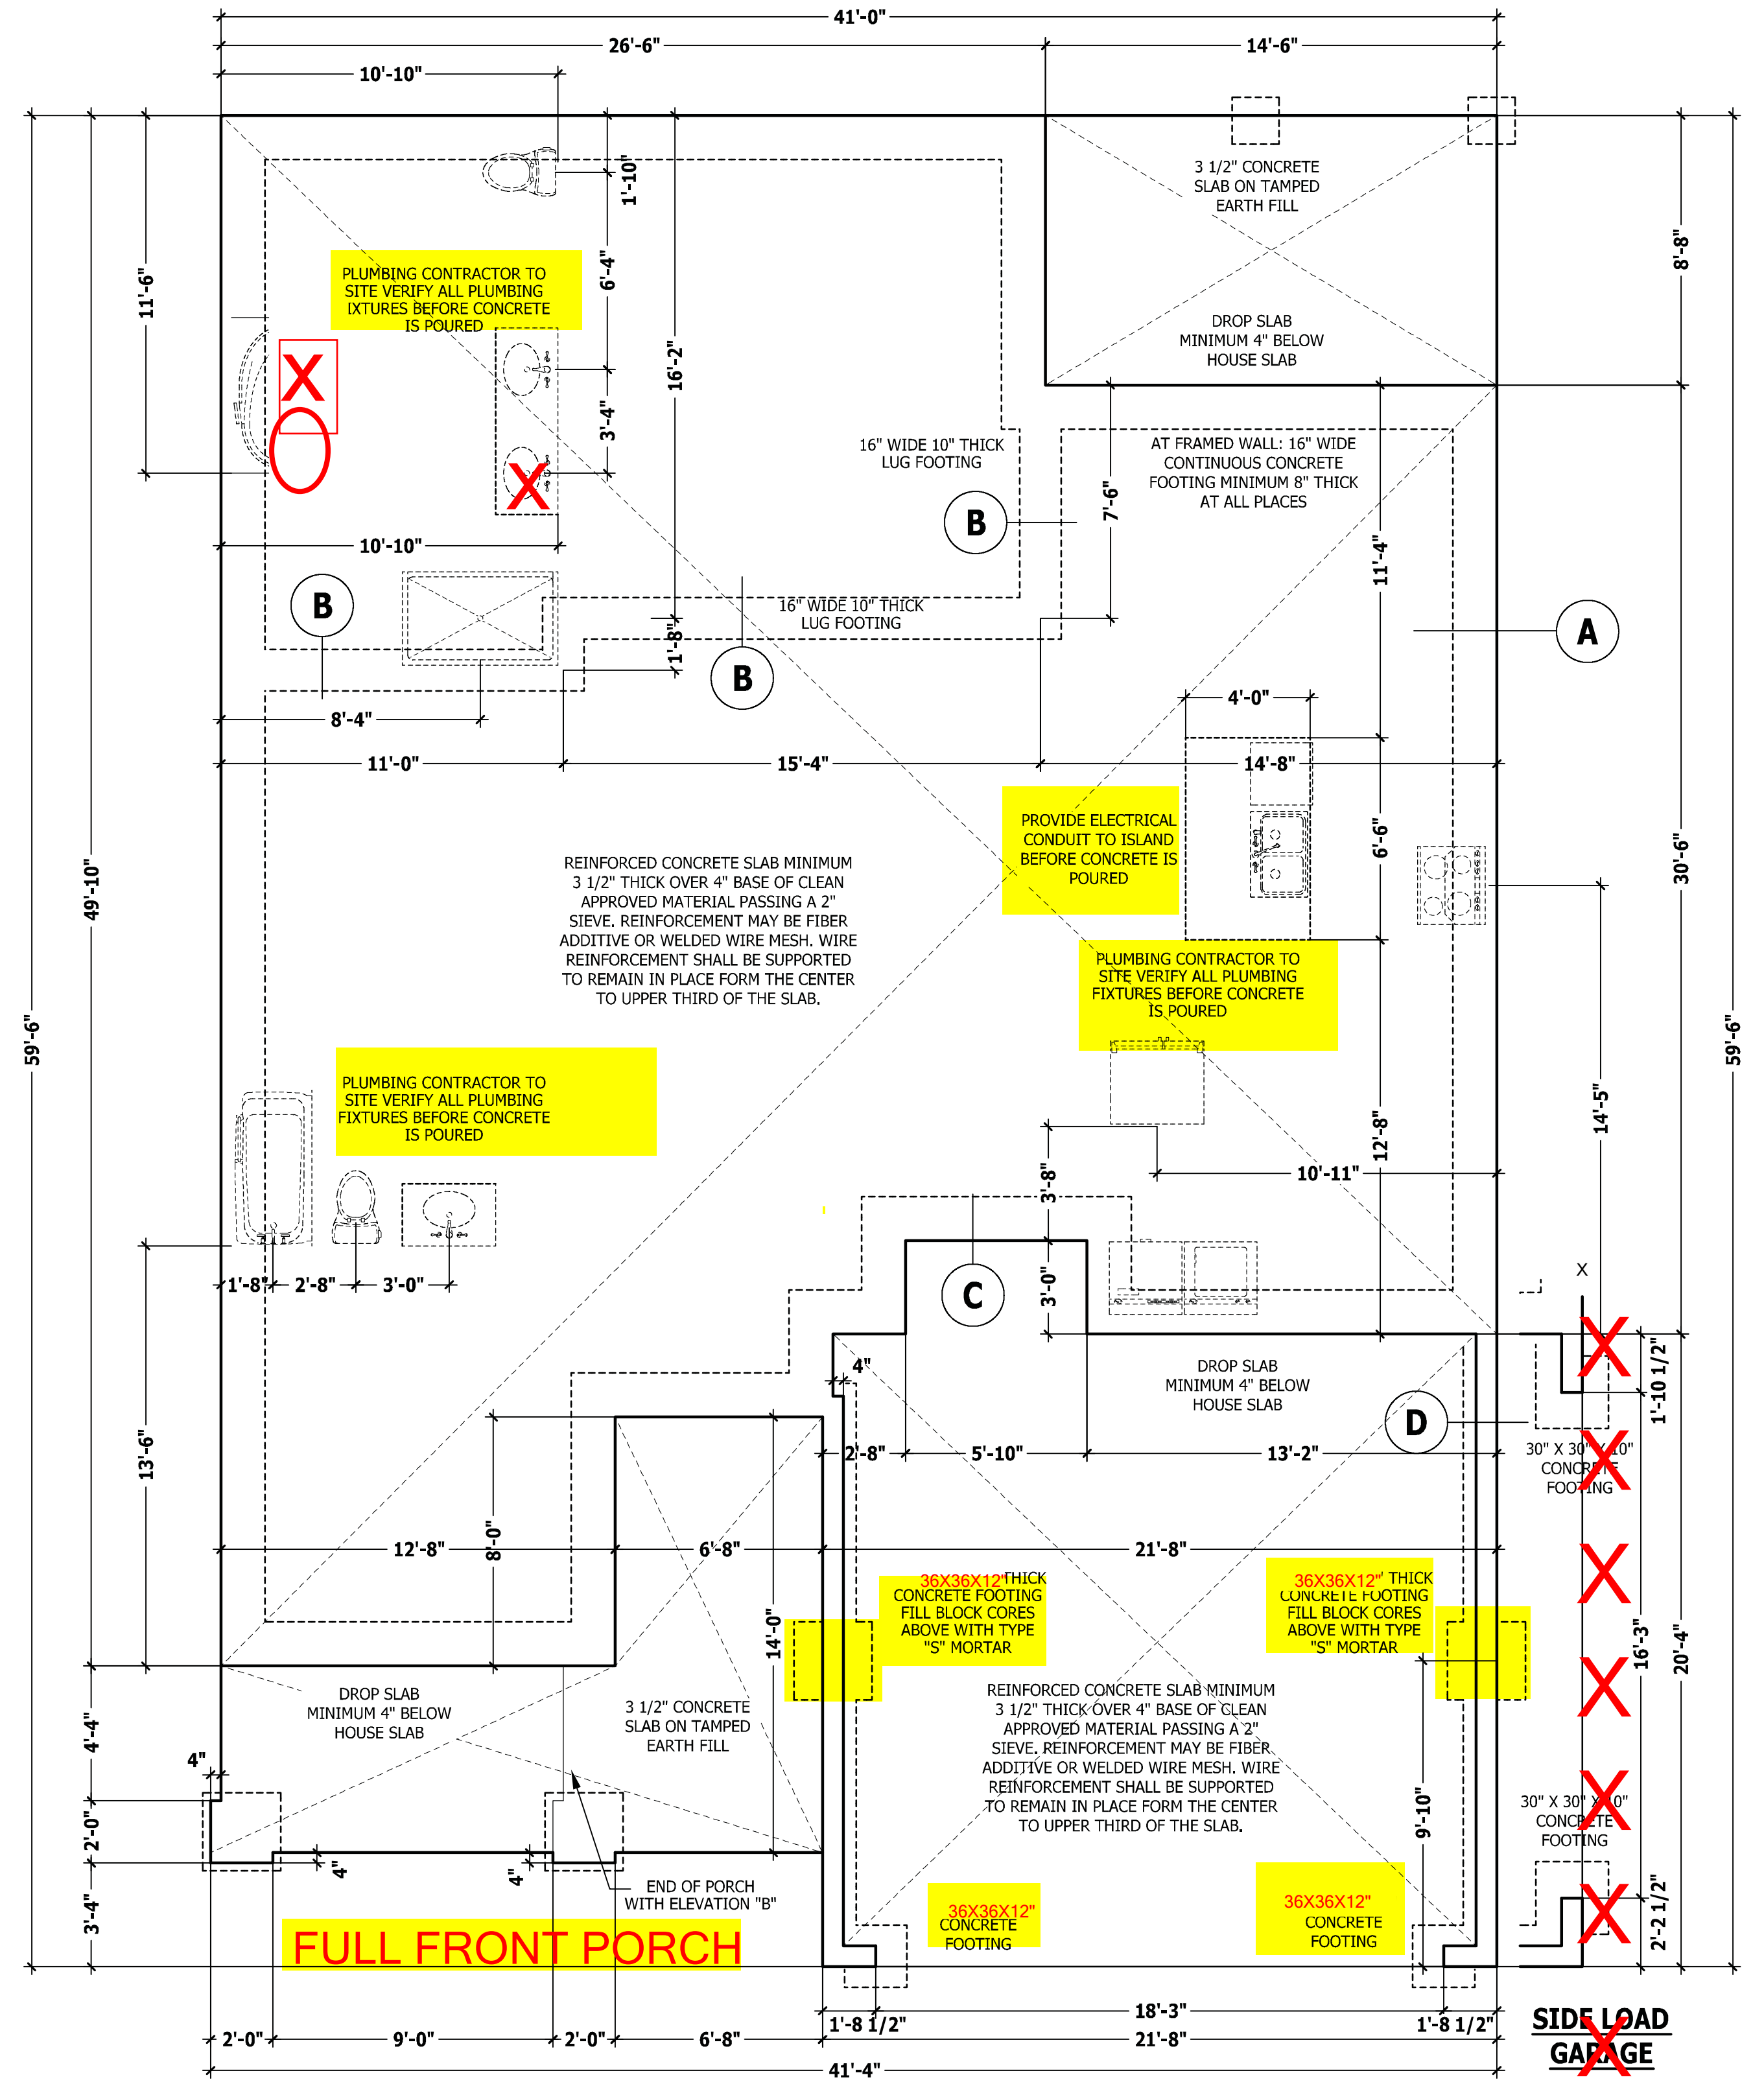 41'-0"
26'-6"
14'-6"
10'-10"
1'-10"
3 1/2" CONCRETE
SLAB ON TAMPED
EARTH FILL
8'-8"
6'-4"
11'-6"
PLUMBING CONTRACTOR TO
SITE VERIFY ALL PLUMBING
IXTURES BEFORE CONCRETE
IS POURED
DROP SLAB
MINIMUM 4" BELOW
HOUSE SLAB
16'-2"
X
3'-4"
X
16" WIDE 10" THICK
LUG FOOTING
AT FRAMED WALL: 16" WIDE
CONTINUOUS CONCRETE
FOOTING MINIMUM 8" THICK
AT ALL PLACES
7'-6"
B
11'-4"
10'-10"
B
16" WIDE 10" THICK
LUG FOOTING
A
1'-8"
B
8'-4"
4'-0"
11'-0"
15'-4"
14'-8"
PROVIDE ELECTRICAL
CONDUIT TO ISLAND
BEFORE CONCRETE IS
POURED
6'-6"
30'-6"
49'-10"
REINFORCED CONCRETE SLAB MINIMUM
3 1/2" THICK OVER 4" BASE OF CLEAN
APPROVED MATERIAL PASSING A 2"
SIEVE. REINFORCEMENT MAY BE FIBER
ADDITIVE OR WELDED WIRE MESH. WIRE
REINFORCEMENT SHALL BE SUPPORTED
TO REMAIN IN PLACE FORM THE CENTER
TO UPPER THIRD OF THE SLAB.
PLUMBING CONTRACTOR TO
SITE VERIFY ALL PLUMBING
FIXTURES BEFORE CONCRETE
IS POURED
59'-6"
59'-6"
PLUMBING CONTRACTOR TO
SITE VERIFY ALL PLUMBING
FIXTURES BEFORE CONCRETE
IS POURED
14'-5"
12'-8"
3'-8"
10'-11"
1'-8"
2'-8"
3'-0"
C
3'-0"
X
X
4"
DROP SLAB
MINIMUM 4" BELOW
HOUSE SLAB
1'-10 1/2"
D
2'-8"
5'-10"
13'-2"
13'-6"
30" X 30" X 10"
CONCRETE
FOOTING
X
12'-8"
8'-0"
6'-8"
21'-8"
36X36X12" THICK
CONCRETE FOOTING
FILL BLOCK CORES
ABOVE WITH TYPE
"S" MORTAR
36X36X12" THICK
CONCRETE FOOTING
FILL BLOCK CORES
ABOVE WITH TYPE
"S" MORTAR
X
14'-0"
16'-3"
20'-4"
X
DROP SLAB
MINIMUM 4" BELOW
HOUSE SLAB
3 1/2" CONCRETE
SLAB ON TAMPED
EARTH FILL
REINFORCED CONCRETE SLAB MINIMUM
3 1/2" THICK OVER 4" BASE OF CLEAN
APPROVED MATERIAL PASSING A 2"
SIEVE. REINFORCEMENT MAY BE FIBER
ADDITIVE OR WELDED WIRE MESH. WIRE
REINFORCEMENT SHALL BE SUPPORTED
TO REMAIN IN PLACE FORM THE CENTER
TO UPPER THIRD OF THE SLAB.
4'-4"
4"
9'-10"
30" X 30" X 10"
CONCRETE
FOOTING
X
2'-0"
4"
4"
END OF PORCH
WITH ELEVATION "B"
36X36X12"
CONCRETE
FOOTING
36X36X12"
CONCRETE
FOOTING
X
2'-2 1/2"
3'-4"
FULL FRONT PORCH
18'-3"
1'-8 1/2"
1'-8 1/2"
2'-0"
9'-0"
2'-0"
6'-8"
21'-8"
41'-4"
SIDE LOAD
GARAGE
X